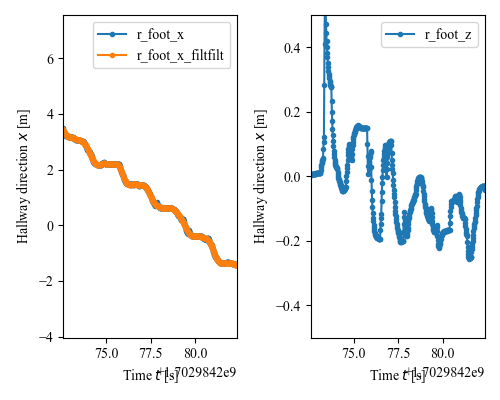 r_foot_x
r_foot_x_filtfilt
Hallway direction x [m]
6
4
2
0
−2
−4
75.0
77.5
80.0
Time t [s]
+1.7029842e9
r_foot_z
Hallway direction x [m]
0.4
0.2
0.0
−0.2
−0.4
75.0
77.5
80.0
Time t [s]
+1.7029842e9